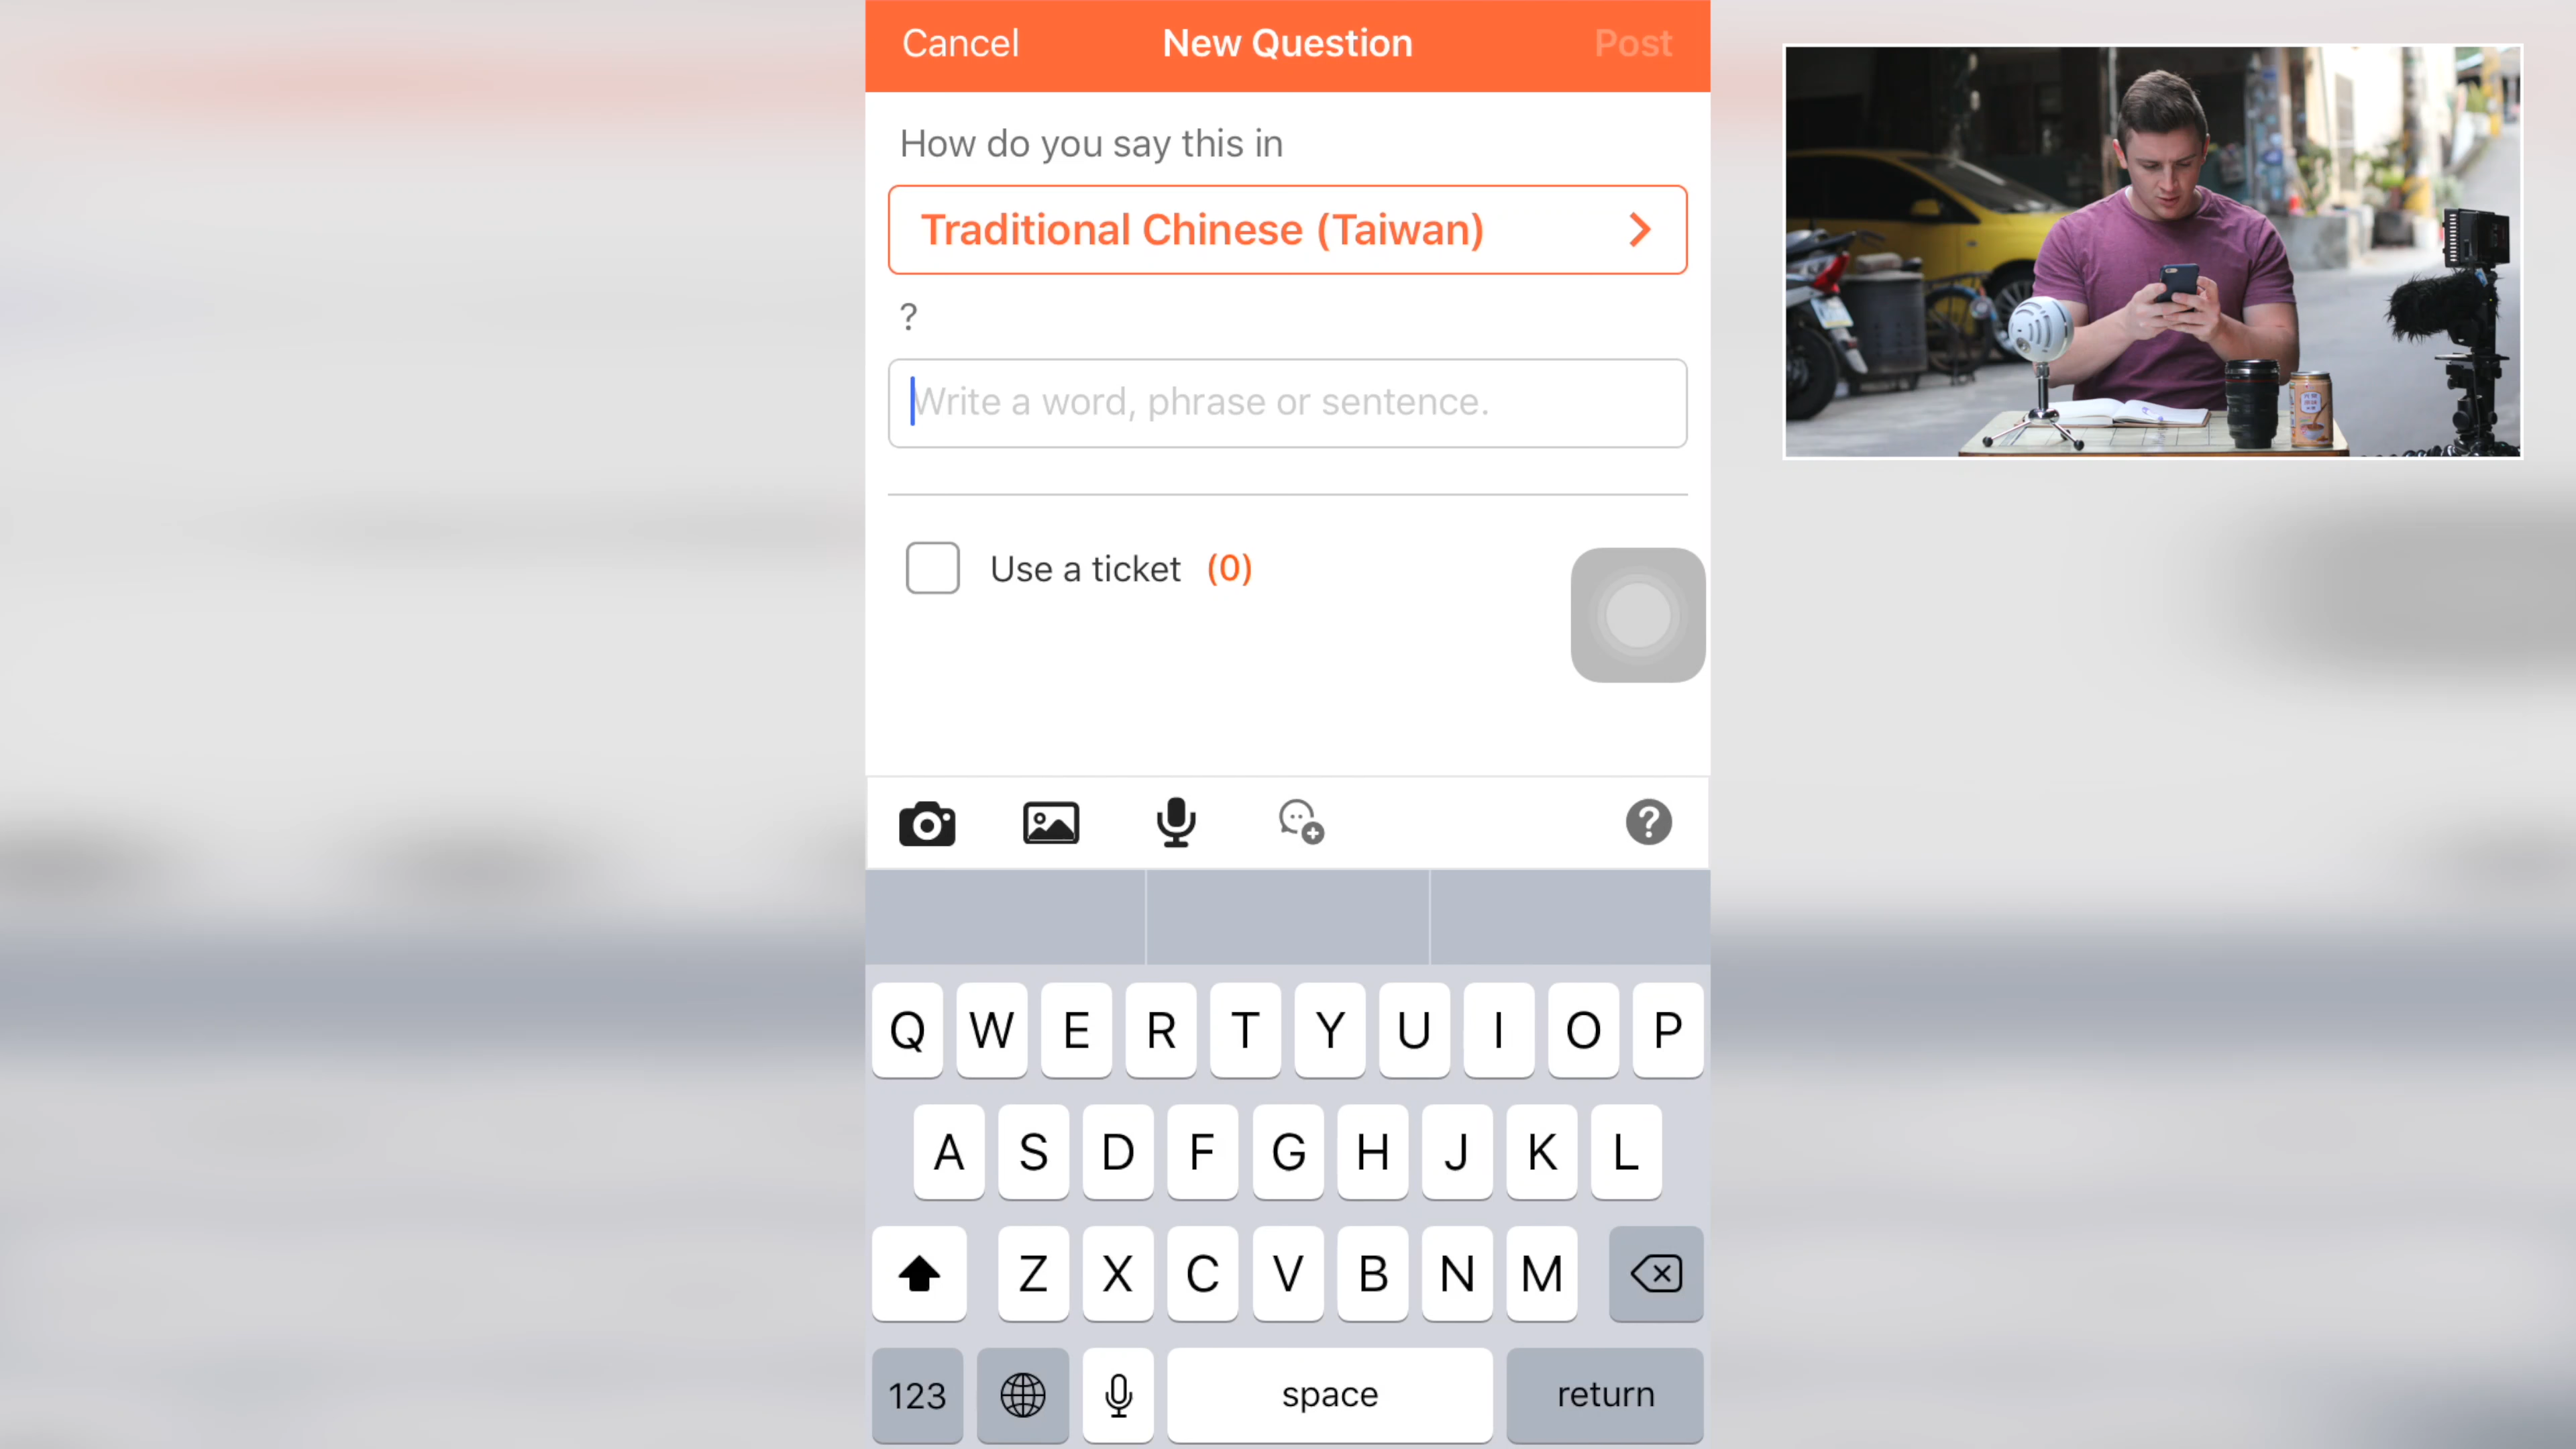 Cancel New Question Post
How do you say this in
Traditional Chinese (Taiwan)
?
Write a word, phrase or sentence.
Use a ticket (0)
Q W E R T Y U I O P
A S D F G H J K L
Z X C V B N M
123 space return